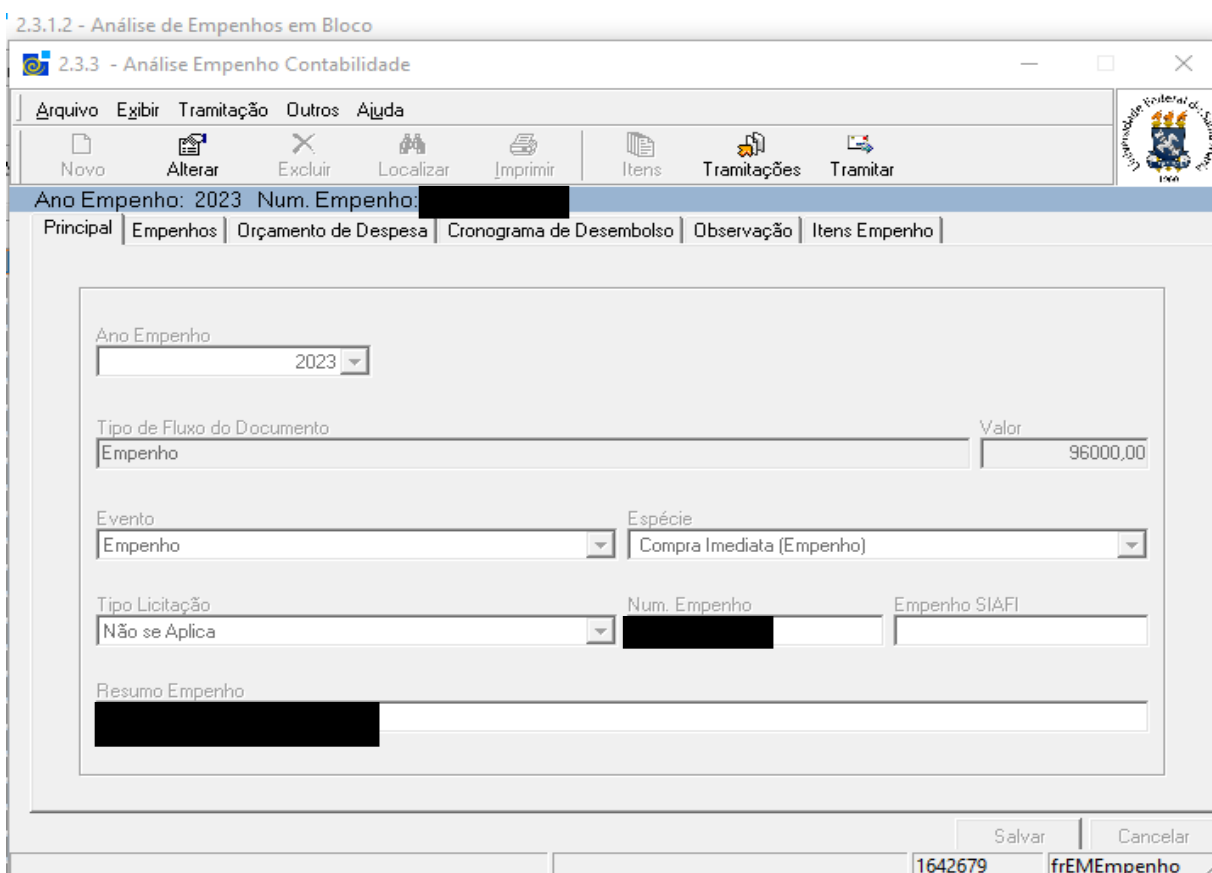 2.3.1.2 - Análise de Empenhos em Bloco
2.3.3 - Análise Empenho Contabilidade
Arquivo Exibir Tramitação Outros Ajuda
Novo Alterar Excluir Localizar Imprimir Itens Tramitações Tramitar
1960
Ano Empenho: 2023 Num. Empenho:
Principal Empenhos Orçamento de Despesa Cronograma de Desembolso Observação Itens Empenho
Ano Empenho
2023
Tipo de Fluxo do Documento Valor
Empenho 96000,00
Evento Espécie
Empenho Compra Imediata (Empenho)
Tipo Licitação Num. Empenho Empenho SIAFI
Não se Aplica
Resumo Empenho
Salvar Cancelar
1642679 frEMEmpenho